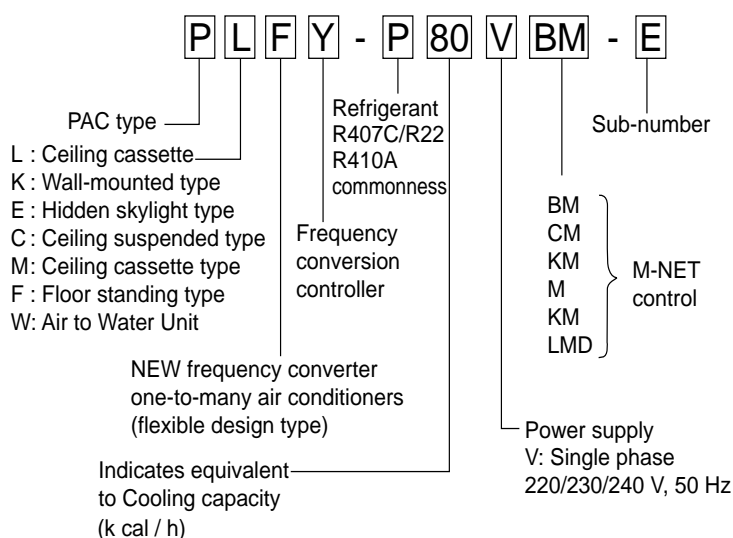 P L F Y - P 80 V BM - E
PAC type
L : Ceiling cassette
K : Wall-mounted type
E : Hidden skylight type
C : Ceiling suspended type
M: Ceiling cassette type
F : Floor standing type
W: Air to Water Unit
Refrigerant
R407C/R22
R410A
commonness
Frequency
conversion
controller
Sub-number
BM
CM
KM
M
KM
LMD
M-NET
control
NEW frequency converter
one-to-many air conditioners
(flexible design type)
Power supply
V: Single phase
220/230/240 V, 50 Hz
Indicates equivalent
to Cooling capacity
(k cal / h)